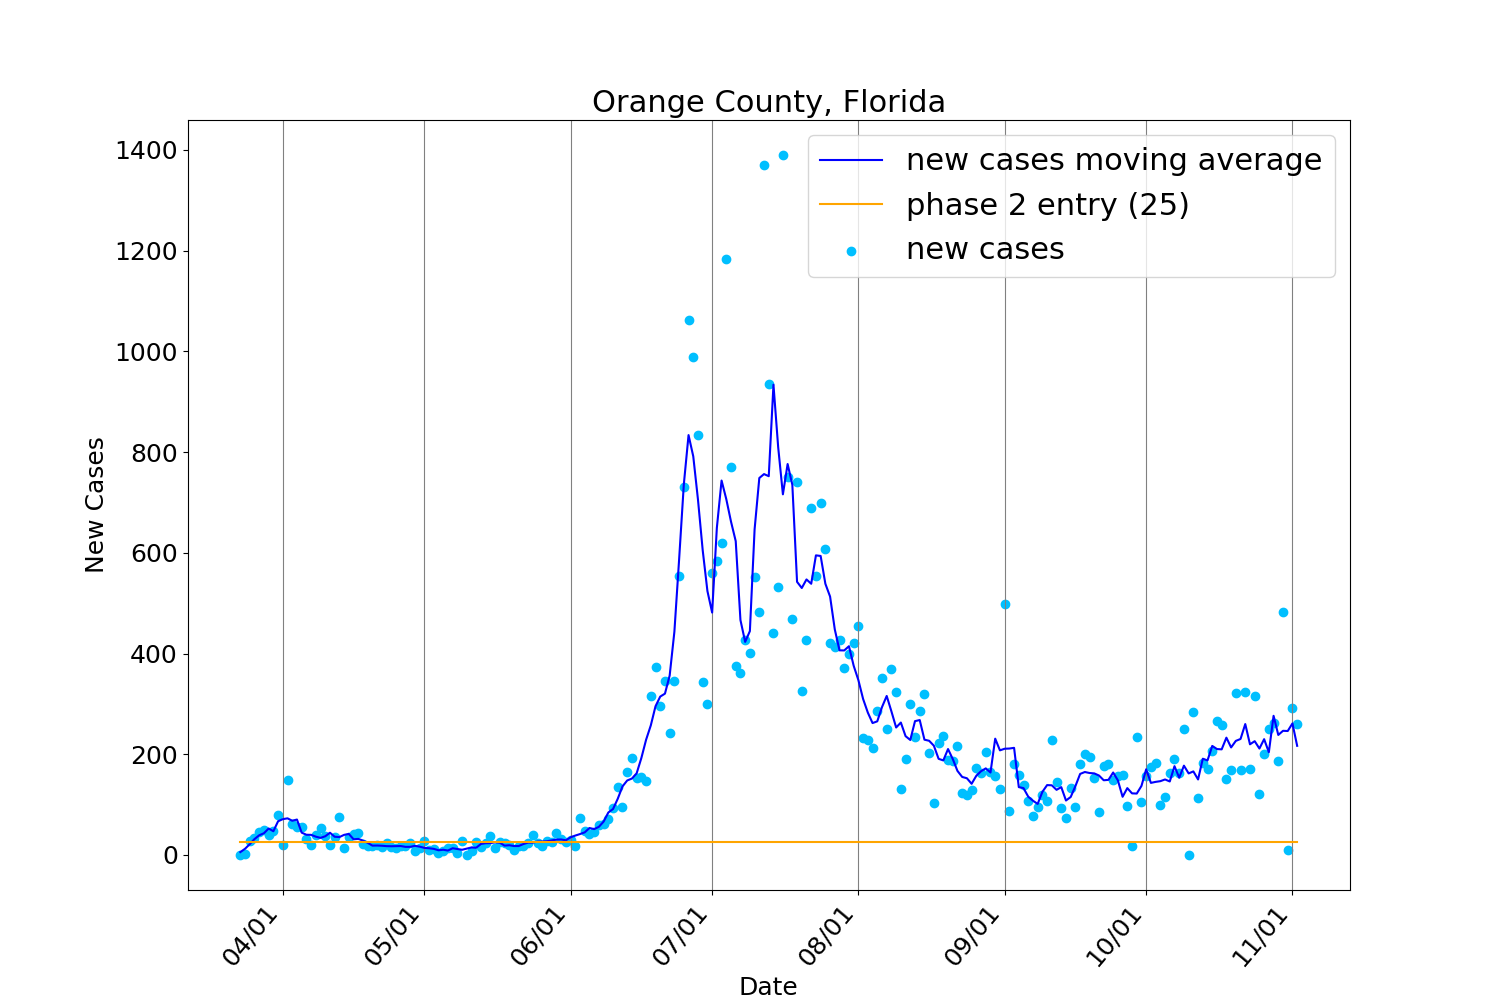 Orange County, Florida
new cases moving average
phase 2 entry (25)
new cases
1400
1200
1000
800
600
400
200
0
New Cases
04/01
05/01
06/01
07/01
08/01
09/01
10/01
11/01
Date